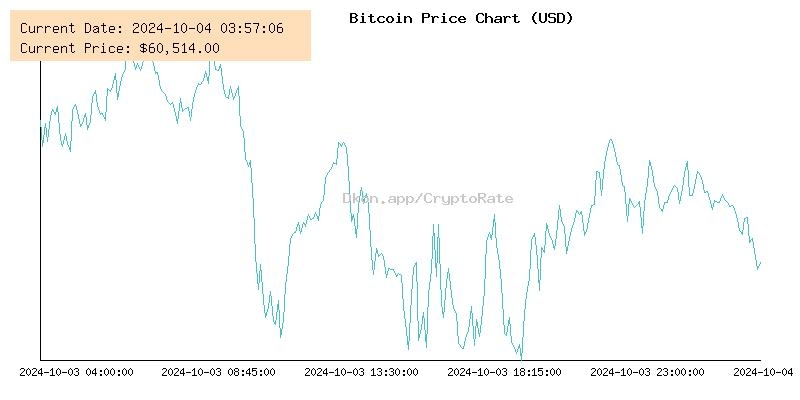 Bitcoin Price Chart (USD)
Current Date: 2024-10-04 03:57:06
Current Price: $60,514.00
Dkon.app/CryptoRate
2024-10-03 04:00:00 2024-10-03 08:45:00 2024-10-03 13:30:00 2024-10-03 18:15:00 2024-10-03 23:00:00 2024-10-04